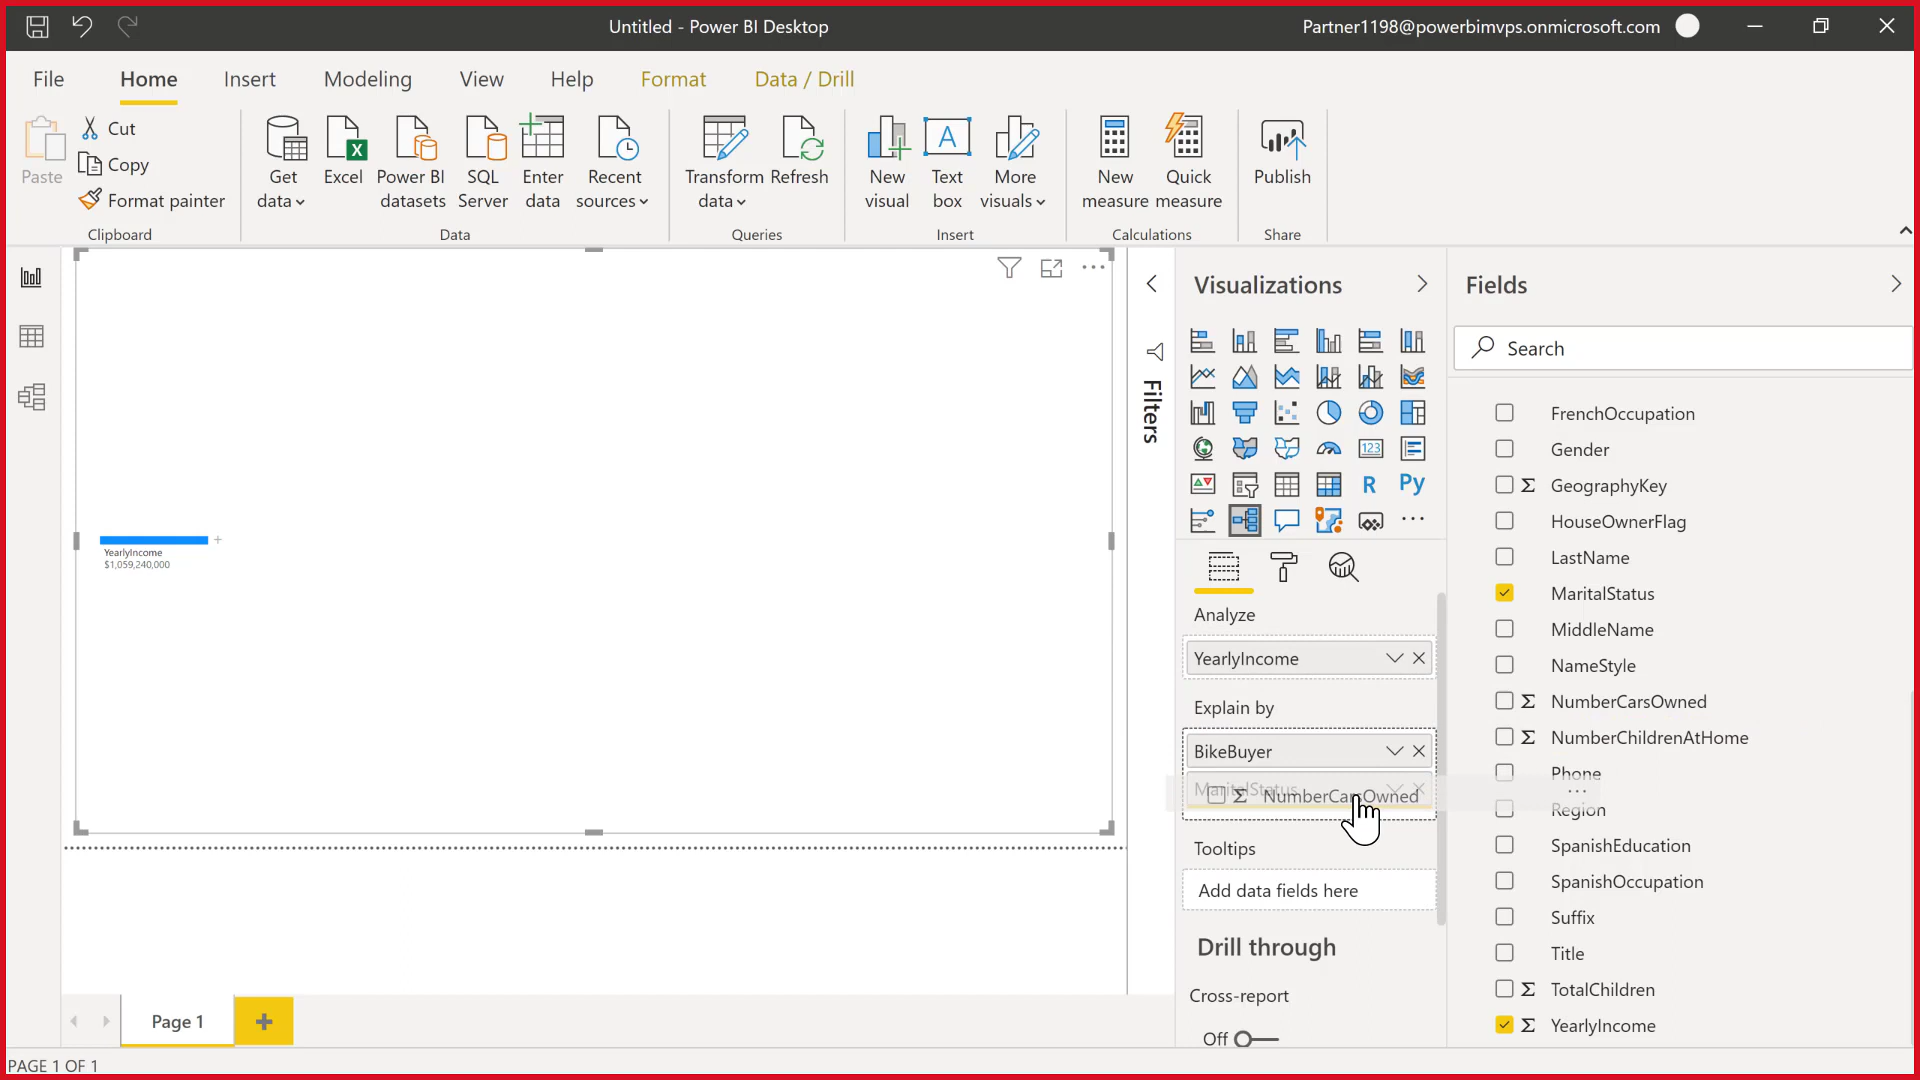 Untitled - Power BI Desktop
Partner1198@powerbimvps.onmicrosoft.com
File
Home
Insert
Modeling
View
Help
Format
Data / Drill
Paste
Cut
Copy
Format painter
Clipboard
Get
data
Excel
Power BI
datasets
SQL
Server
Enter
data
Recent
sources
Data
Transform
data
Refresh
Queries
New
visual
Text
box
More
visuals
Insert
New
measure
Quick
measure
Calculations
Publish
Share
YearlyIncome
$1,059,240,000
Filters
Visualizations
123
R
Py
Analyze
YearlyIncome
Explain by
BikeBuyer
MaritalStatus
NumberCarsOwned
Tooltips
Add data fields here
Drill through
Cross-report
Off
Fields
Search
FrenchOccupation
Gender
GeographyKey
HouseOwnerFlag
LastName
MaritalStatus
MiddleName
NameStyle
NumberCarsOwned
NumberChildrenAtHome
Phone
Region
SpanishEducation
SpanishOccupation
Suffix
Title
TotalChildren
YearlyIncome
Page 1
PAGE 1 OF 1